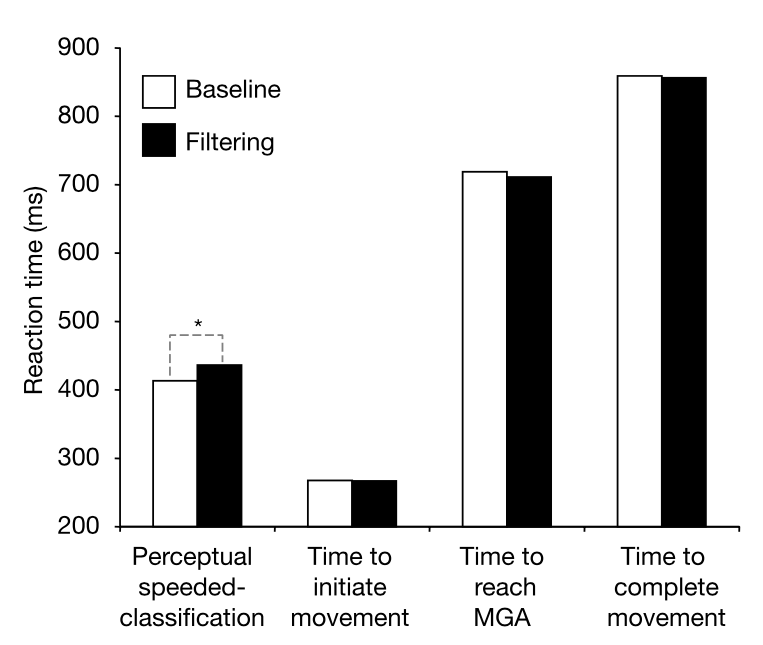 900
800
700
600
500
400
300
200
Reaction time (ms)
Baseline
Filtering
*
Perceptual
speeded-
classification
Time to
initiate
movement
Time to
reach
MGA
Time to
complete
movement